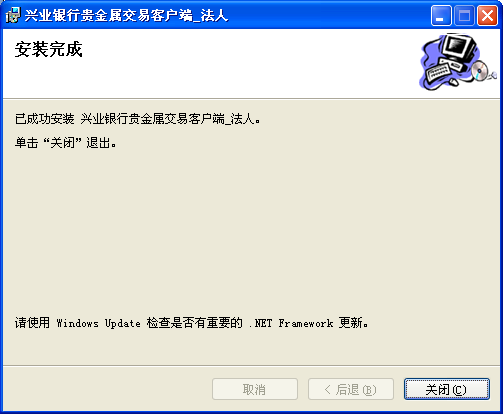 兴业银行贵金属交易客户端_法人
安装完成
已成功安装 兴业银行贵金属交易客户端_法人。
单击“关闭”退出。
请使用 Windows Update 检查是否有重要的 .NET Framework 更新。
取消
< 后退(B)
关闭(C)